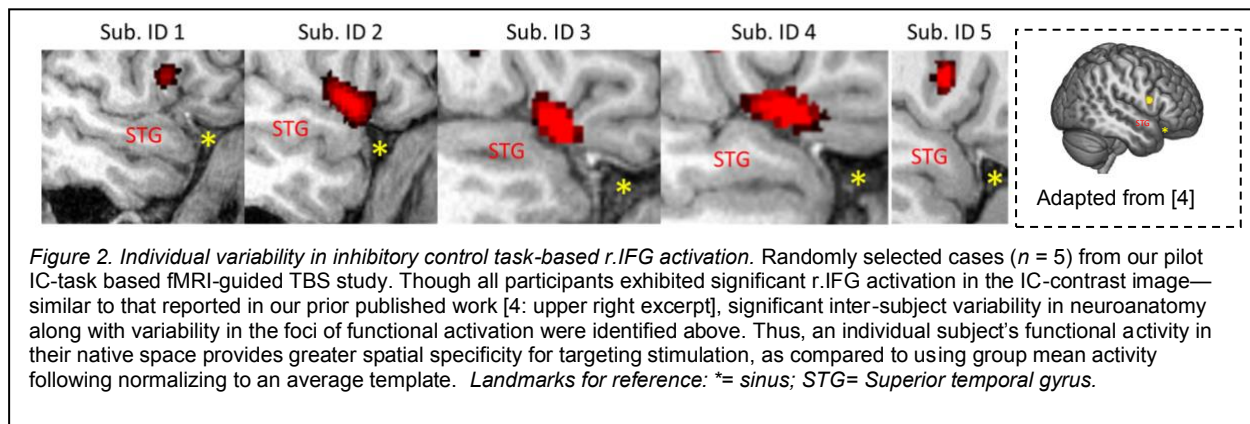 Sub. ID 1 Sub. ID 2 Sub. ID 3 Sub. ID 4 Sub. ID 5
STG * STG * STG * STG * STG * STG *
Adapted from [4]
Figure 2. Individual variability in inhibitory control task-based r.IFG activation. Randomly selected cases (n = 5) from our pilot
IC-task based fMRI-guided TBS study. Though all participants exhibited significant r.IFG activation in the IC-contrast image—
similar to that reported in our prior published work [4: upper right excerpt], significant inter-subject variability in neuroanatomy
along with variability in the foci of functional activation were identified above. Thus, an individual subject's functional activity in
their native space provides greater spatial specificity for targeting stimulation, as compared to using group mean activity
following normalizing to an average template. Landmarks for reference: *= sinus; STG= Superior temporal gyrus.